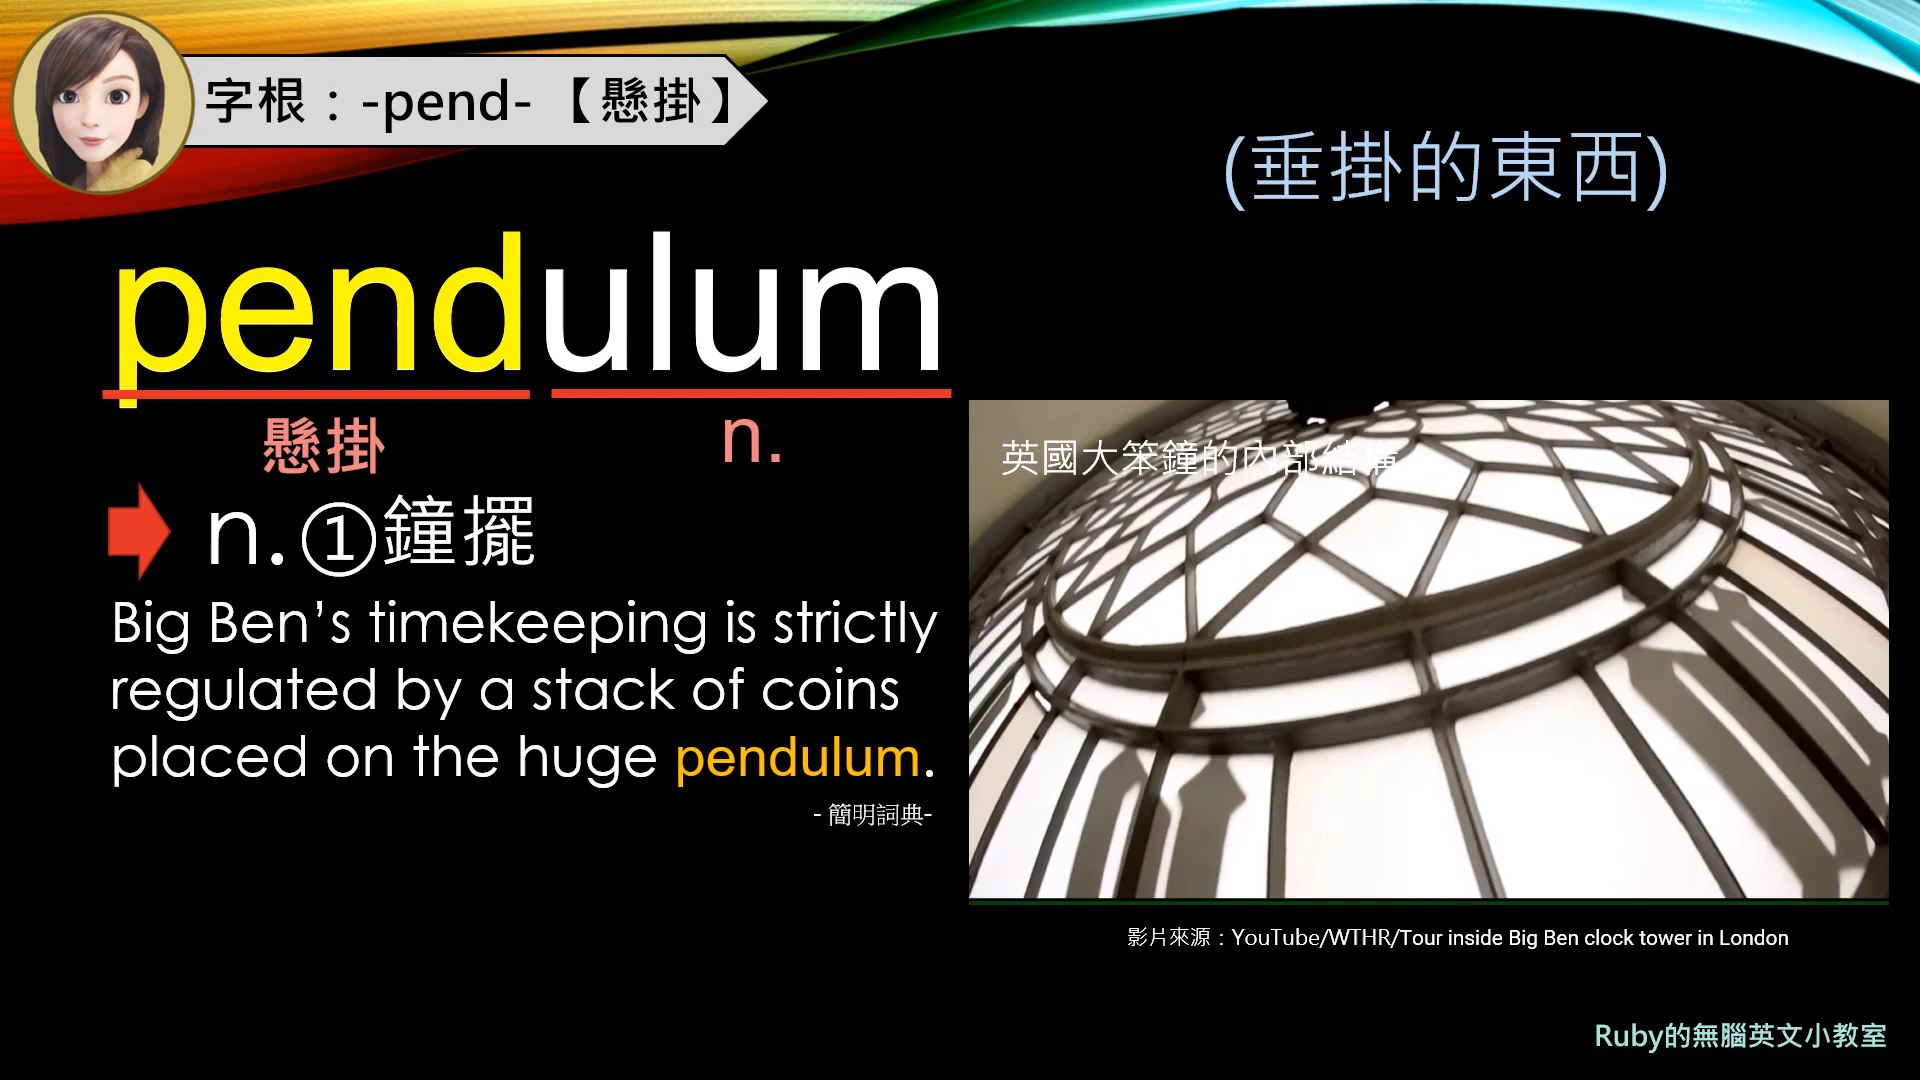 字根：-pend-【懸掛】
(垂掛的東西)
pendulum
懸掛 n.
n.①鐘擺
Big Ben’s timekeeping is strictly
regulated by a stack of coins
placed on the huge pendulum.
- 簡明詞典-
英國大笨鐘的內部結構
影片來源：YouTube/WTHR/Tour inside Big Ben clock tower in London
Ruby的無腦英文小教室